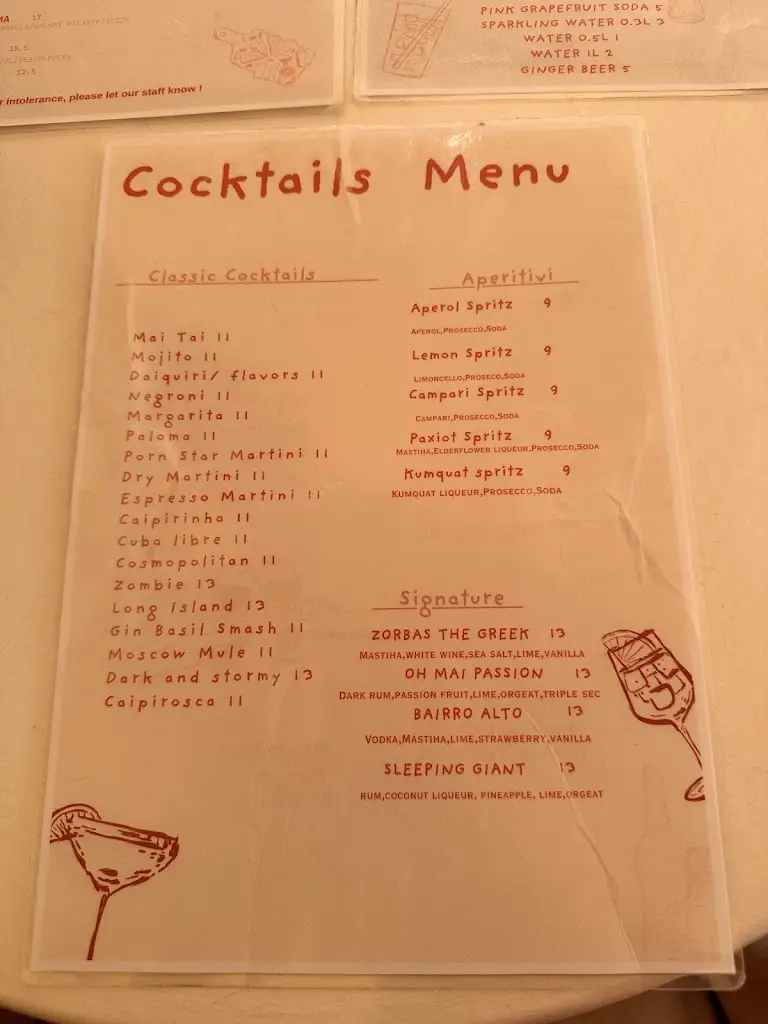 17
18.5
12.5
r intolerance, please let our staff know !
PINK GRAPEFRUIT SODA 5
SPARKLING WATER 0.3L 3
WATER 0.5L 1
WATER 1L 2
GINGER BEER 5
Cocktails Menu
Classic Cocktails
Mai Tai 11
Mojito 11
Daiquiri/ flavors 11
Negroni 11
Margarita 11
Paloma 11
Porn Star Martini 11
Dry Martini 11
Espresso Martini 11
Caipirinha 11
Cuba libre 11
Cosmopolitan 11
Zombie 13
Long Island 13
Gin Basil Smash 11
Moscow Mule 11
Dark and stormy 13
Caipirosca 11
Aperitivi
Aperol Spritz 9
APEROL,PROSECCO,SODA
Lemon Spritz 9
LIMONCELLO,PROSECO,SODA
Campari Spritz 9
CAMPARI,PROSECCO,SODA
Paxiot Spritz 9
MASTIHA,ELDERFLOWER LIQUEUR,PROSECCO,SODA
Kumquat spritz 9
KUMQUAT LIQUEUR,PROSECCO,SODA
Signature
ZORBAS THE GREEK 13
MASTIHA,WHITE WINE,SEA SALT,LIME,VANILLA
OH MAI PASSION 13
DARK RUM,PASSION FRUIT,LIME,ORGEAT,TRIPLE SEC
BAIRRO ALTO 13
VODKA,MASTIHA,LIME,STRAWBERRY,VANILLA
SLEEPING GIANT 13
RUM,COCONUT LIQUEUR, PINEAPPLE, LIME,ORGEAT